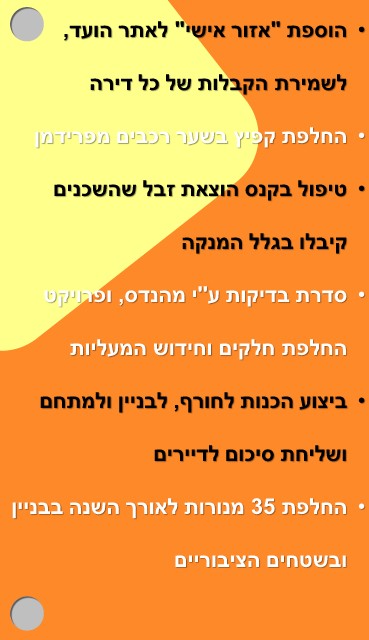 • הוספת "אזור אישי" לאתר הועד,
לשמירת הקבלות של כל דירה
• החלפת קפיץ בשער רכבים מפרידמן
• טיפול בקנס הוצאת זבל שהשכנים
קיבלו בגלל המנקה
• סדרת בדיקות ע"י מהנדס, ופרויקט
החלפת חלקים וחידוש המעליות
• ביצוע הכנות לחורף, לבניין ולמתחם
ושליחת סיכום לדיירים
• החלפת 35 מנורות לאורך השנה בבניין
ובשטחים הציבוריים